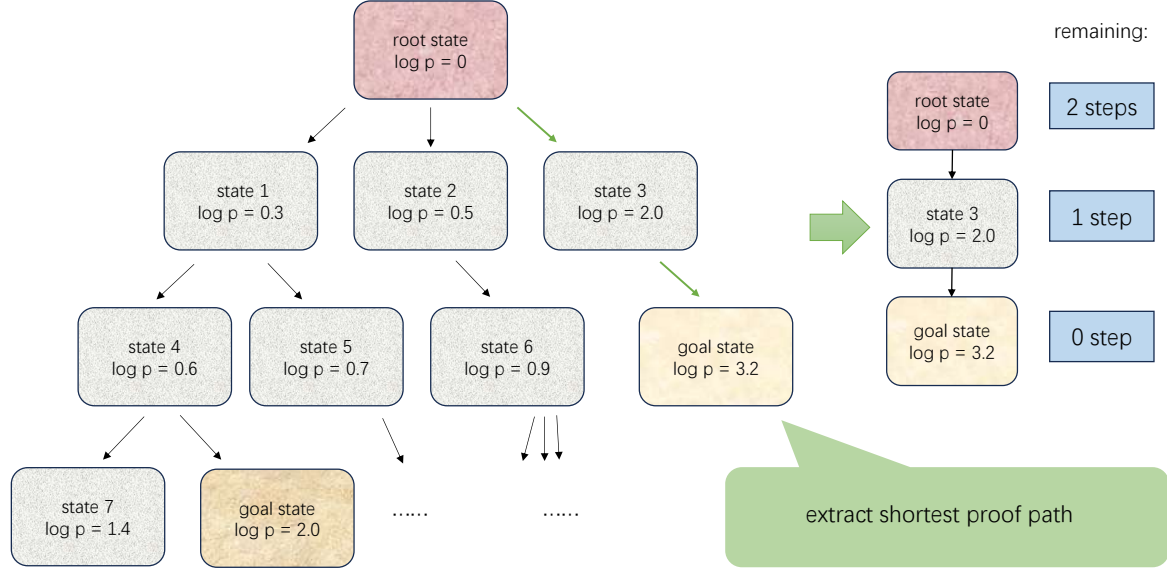 root state
log p = 0
state 1
log p = 0.3
state 2
log p = 0.5
state 3
log p = 2.0
state 4
log p = 0.6
state 5
log p = 0.7
state 6
log p = 0.9
goal state
log p = 3.2
state 7
log p = 1.4
goal state
log p = 2.0
......
......
remaining:
root state
log p = 0
2 steps
state 3
log p = 2.0
1 step
goal state
log p = 3.2
0 step
extract shortest proof path